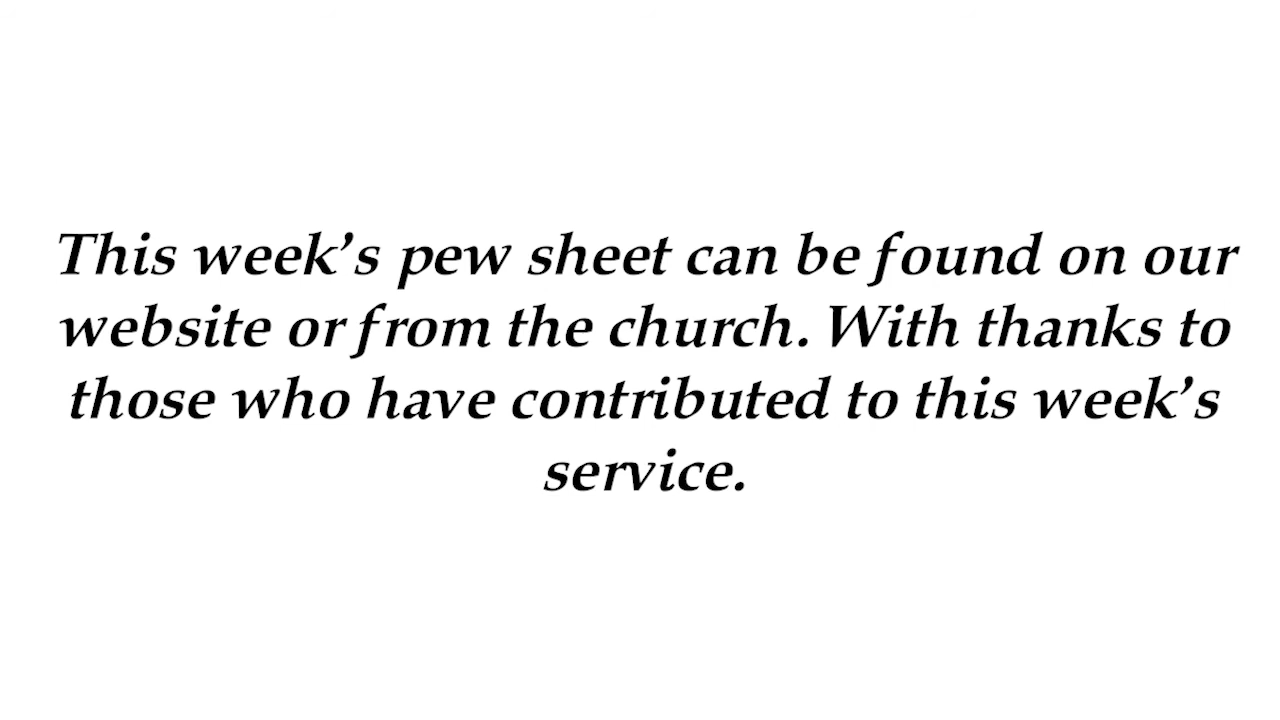 This week’s pew sheet can be found on our
website or from the church. With thanks to
those who have contributed to this week’s
service.